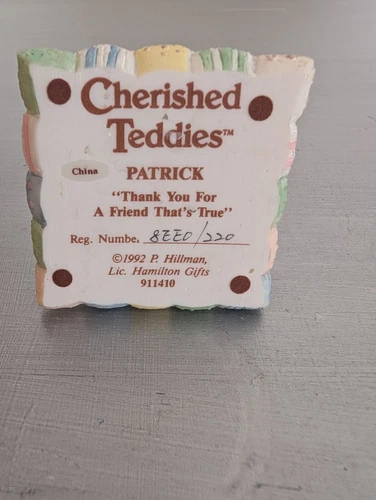 Cherished
Teddies™
China
PATRICK
"Thank You For
A Friend That's True"
Reg. Numbe. 8EE0/220
©1992 P. Hillman,
Lic. Hamilton Gifts
911410